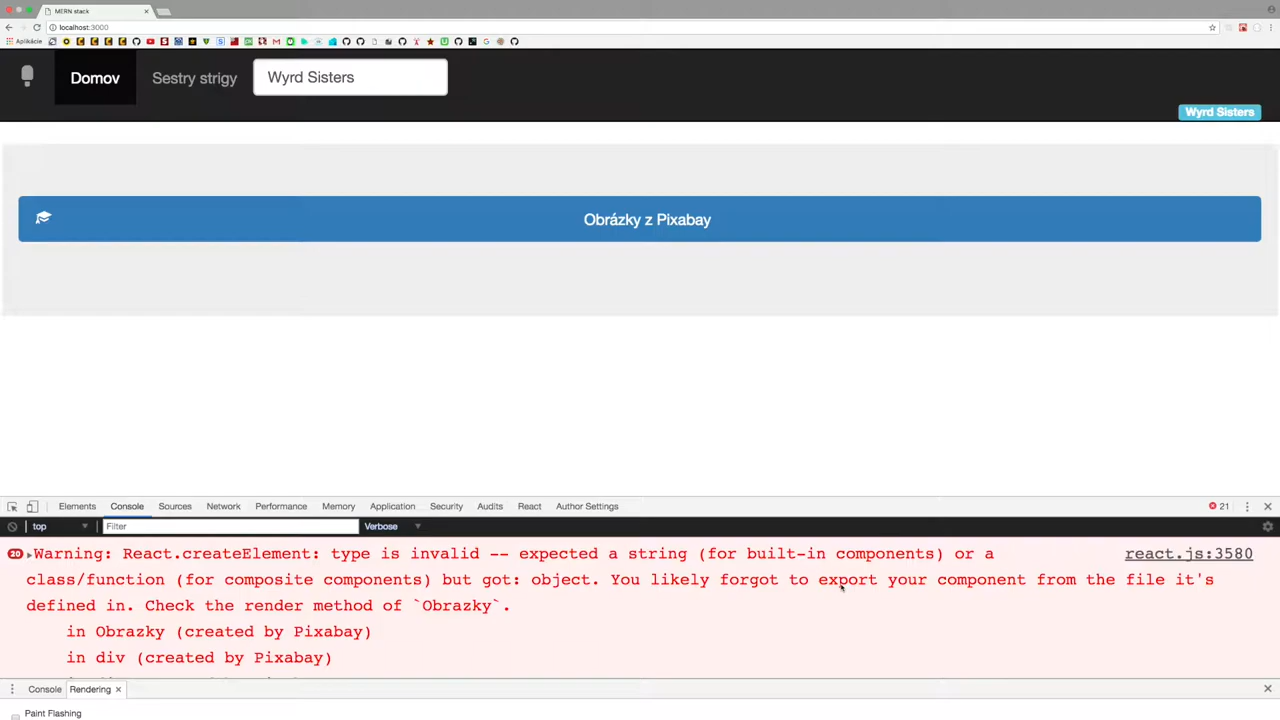 MERN stack
localhost:3000
Aplikácie
Domov Sestry strigy Wyrd Sisters
Wyrd Sisters
Obrázky z Pixabay
Elements Console Sources Network Performance Memory Application Security Audits React Author Settings 21
top Filter Verbose
20 Warning: React.createElement: type is invalid -- expected a string (for built-in components) or a react.js:3580
class/function (for composite components) but got: object. You likely forgot to export your component from the file it's
defined in. Check the render method of `Obrazky`.
in Obrazky (created by Pixabay)
in div (created by Pixabay)
Console Rendering
Paint Flashing